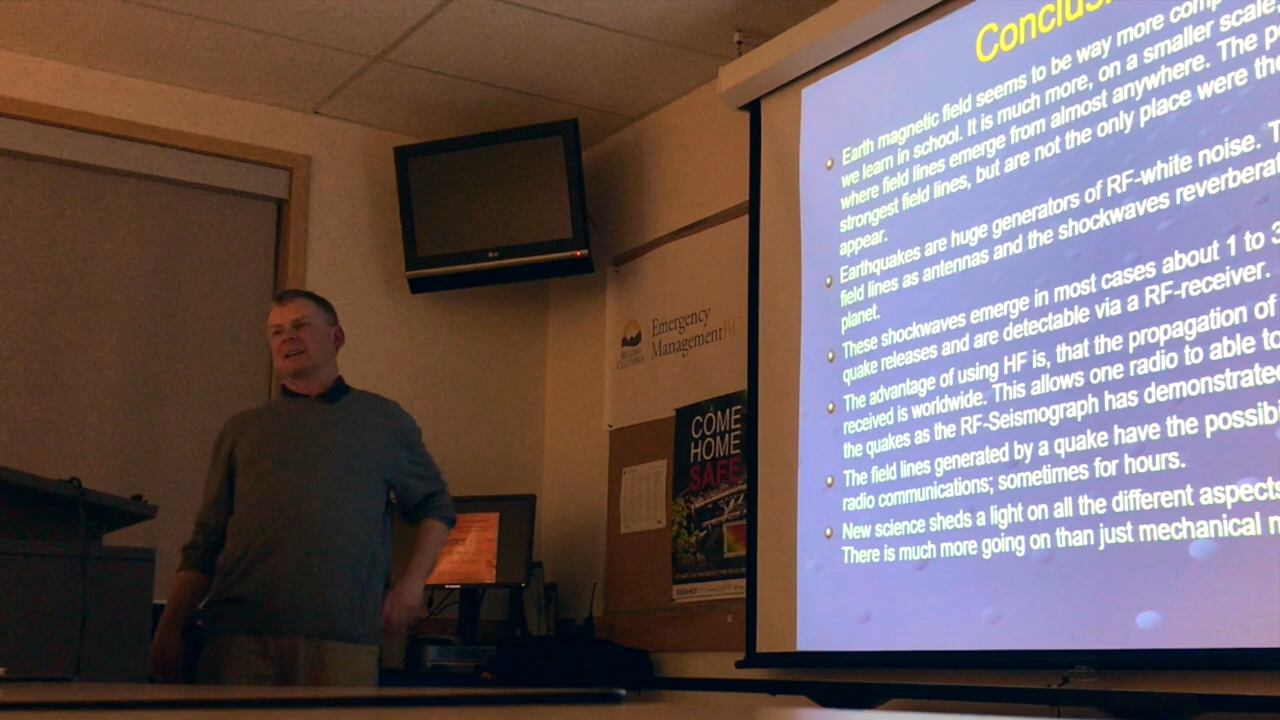 Conclus
Earth magnetic field seems to be way more comp
we learn in school. It is much more, on a smaller scale,
where field lines emerge from almost anywhere. The po
strongest field lines, but are not the only place were the
appear.
Earthquakes are huge generators of RF-white noise. T
field lines as antennas and the shockwaves reverberat
planet.
These shockwaves emerge in most cases about 1 to 3
quake releases and are detectable via a RF-receiver.
The advantage of using HF is, that the propagation of
received is worldwide. This allows one radio to able to
the quakes as the RF-Seismograph has demonstrated
The field lines generated by a quake have the possibi
radio communications; sometimes for hours.
New science sheds a light on all the different aspects
There is much more going on than just mechanical m
Emergency
ManagementBC
BRITISH
COLUMBIA
COME
HOME
SAFE
LG